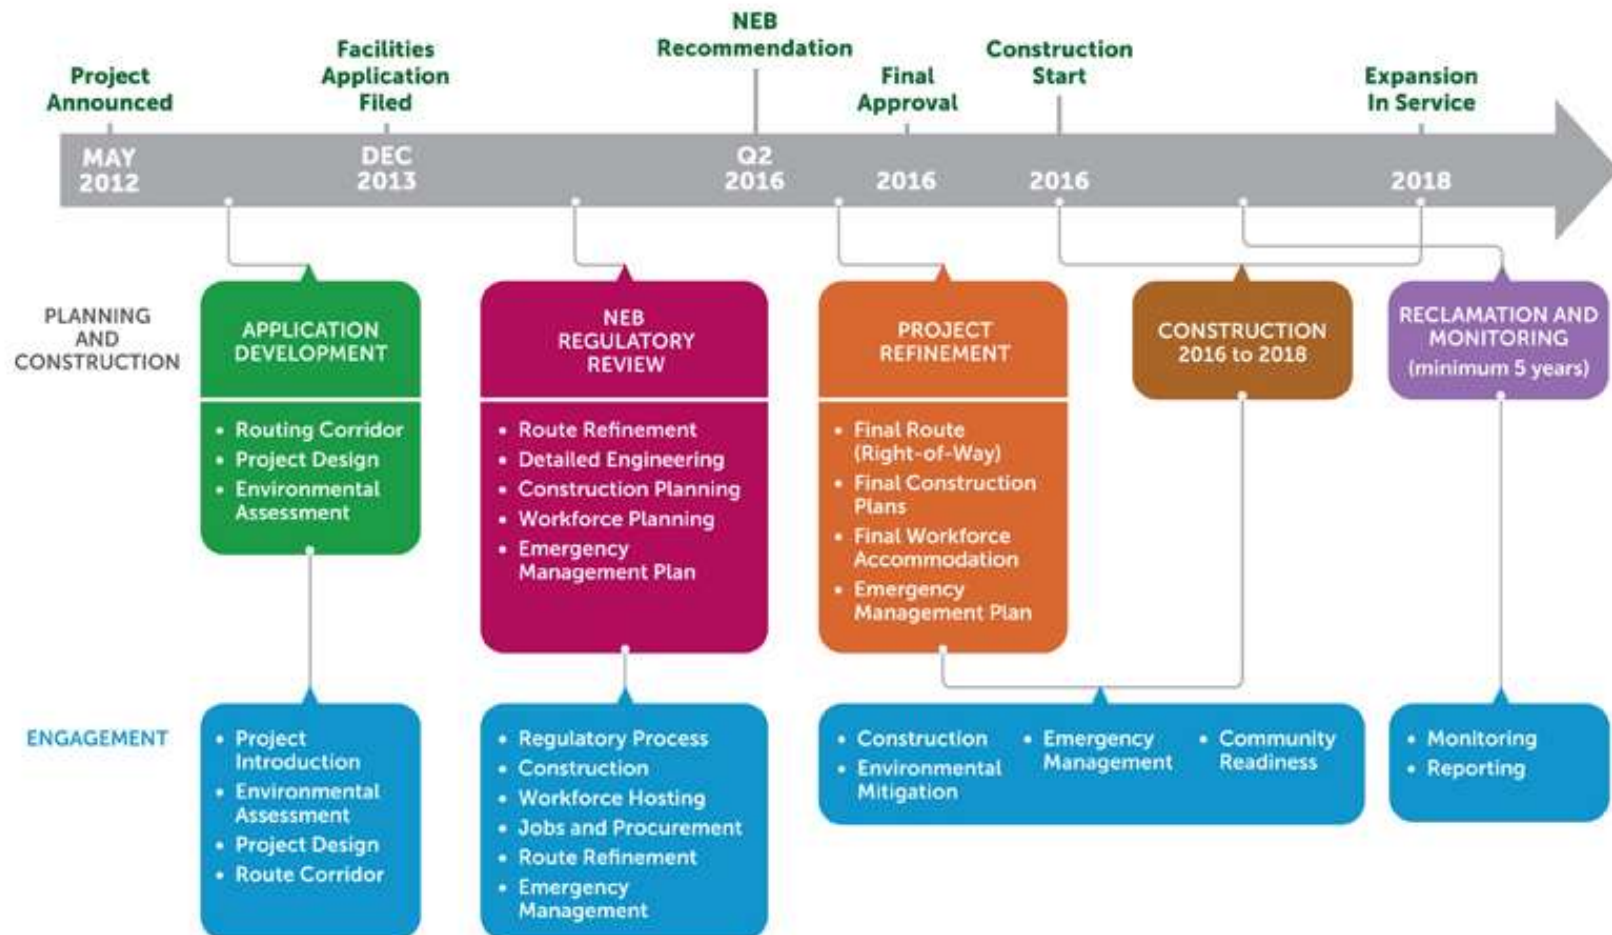 Project
Announced
Facilities
Application
Filed
NEB
Recommendation
Final
Approval
Construction
Start
Expansion
In Service
MAY
2012
DEC
2013
Q2
2016
2016
2016
2018
PLANNING
AND
CONSTRUCTION
APPLICATION
DEVELOPMENT
• Routing Corridor
• Project Design
• Environmental
Assessment
NEB
REGULATORY
REVIEW
• Route Refinement
• Detailed Engineering
• Construction Planning
• Workforce Planning
• Emergency
Management Plan
PROJECT
REFINEMENT
• Final Route
(Right-of-Way)
• Final Construction
Plans
• Final Workforce
Accommodation
• Emergency
Management Plan
CONSTRUCTION
2016 to 2018
RECLAMATION AND
MONITORING
(minimum 5 years)
ENGAGEMENT
• Project
Introduction
• Environmental
Assessment
• Project Design
• Route Corridor
• Regulatory Process
• Construction
• Workforce Hosting
• Jobs and Procurement
• Route Refinement
• Emergency
Management
• Construction
• Environmental
Mitigation
• Emergency
Management
• Community
Readiness
• Monitoring
• Reporting